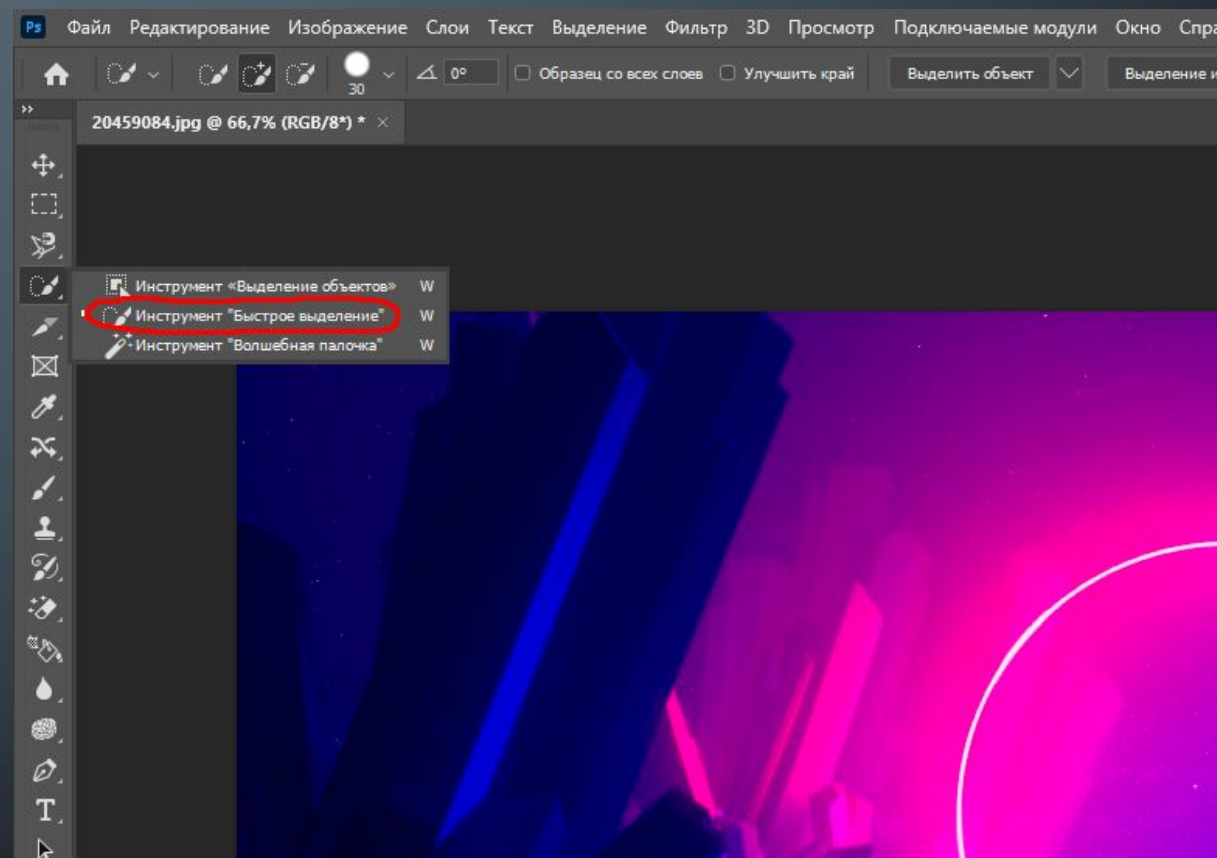 Ps Файл Редактирование Изображение Слои Текст Выделение Фильтр 3D Просмотр Подключаемые модули Окно
30 0° Образец со всех слоев Улучшить край Выделить объект Выделение
20459084.jpg @ 66,7% (RGB/8*) * ×
Инструмент «Выделение объектов» W
Инструмент "Быстрое выделение" W
Инструмент "Волшебная палочка" W
T